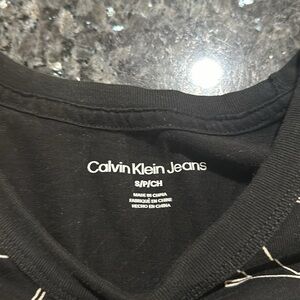 Calvin Klein Jeans
S/P/CH
MADE IN CHINA
FABRIQUÉ EN CHINE
HECHO EN CHINA